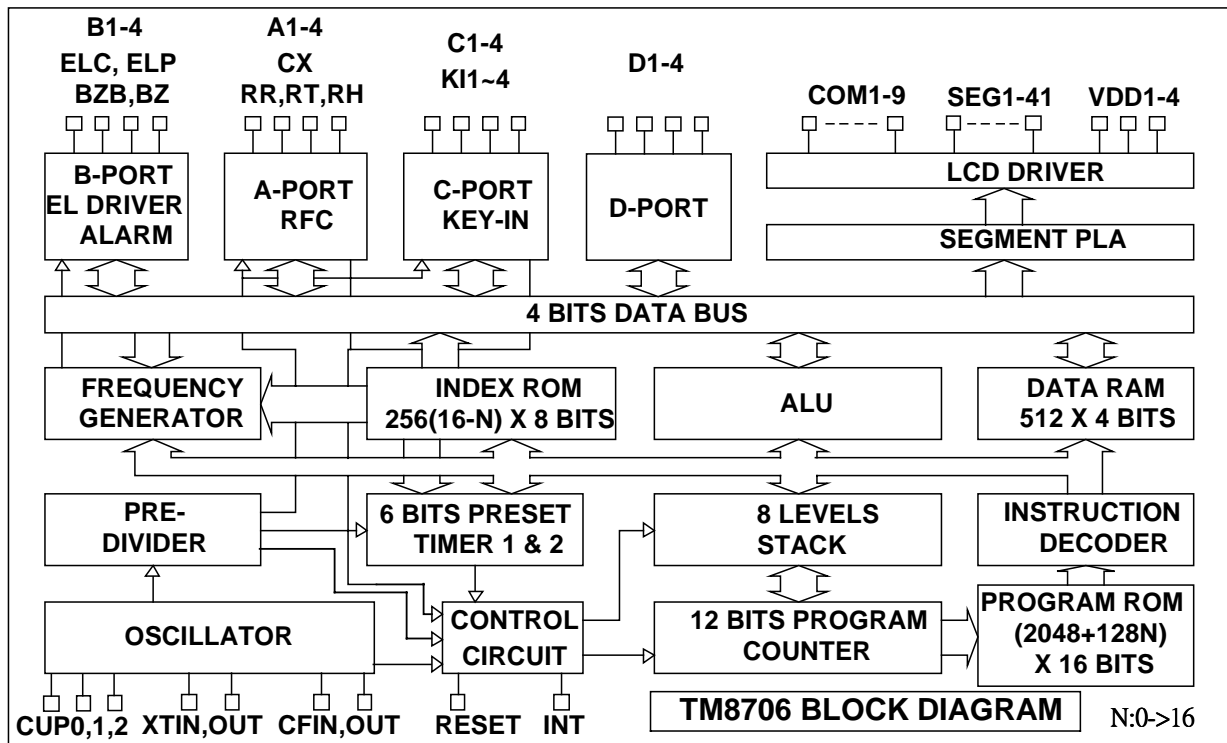 B1-4
ELC, ELP
BZB,BZ
A1-4
CX
RR,RT,RH
C1-4
KI1~4
D1-4
COM1-9
SEG1-41
VDD1-4
B-PORT
EL DRIVER
ALARM
A-PORT
RFC
C-PORT
KEY-IN
D-PORT
LCD DRIVER
SEGMENT PLA
4 BITS DATA BUS
FREQUENCY
GENERATOR
INDEX ROM
256(16-N) X 8 BITS
ALU
DATA RAM
512 X 4 BITS
PRE-
DIVIDER
6 BITS PRESET
TIMER 1 & 2
8 LEVELS
STACK
INSTRUCTION
DECODER
OSCILLATOR
CONTROL
CIRCUIT
12 BITS PROGRAM
COUNTER
PROGRAM ROM
(2048+128N)
X 16 BITS
CUP0,1,2
XTIN,OUT
CFIN,OUT
RESET
INT
TM8706 BLOCK DIAGRAM
N:0->16